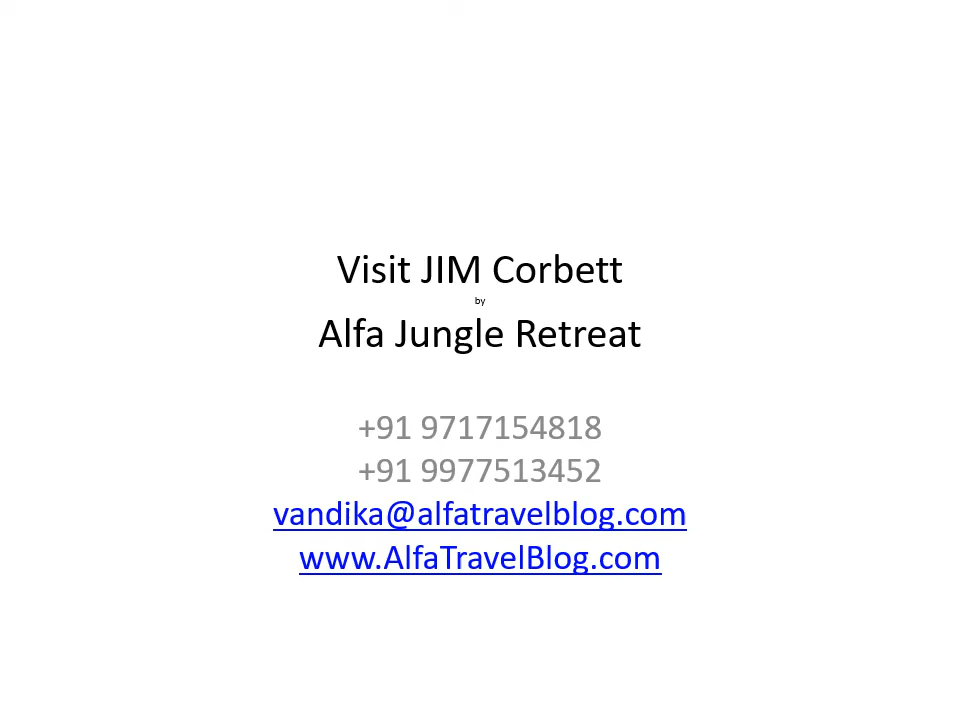 Visit JIM Corbett
by
Alfa Jungle Retreat
+91 9717154818
+91 9977513452
vandika@alfatravelblog.com
www.AlfaTravelBlog.com